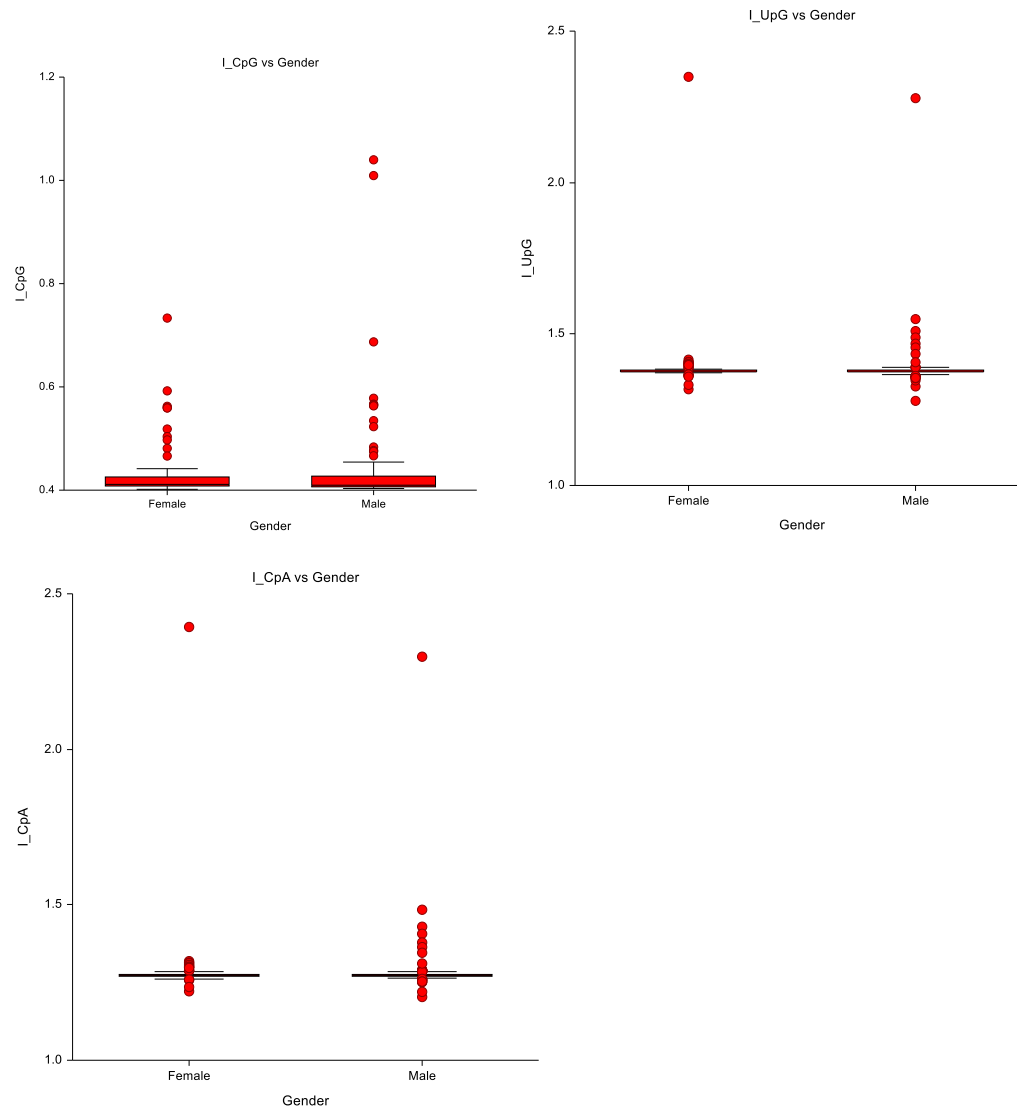 I_CpG vs Gender
1.2
1.0
0.8
0.6
0.4
I_CpG
Female
Male
Gender
I_UpG vs Gender
2.5
2.0
1.5
1.0
I_UpG
Female
Male
Gender
I_CpA vs Gender
2.5
2.0
1.5
1.0
I_CpA
Female
Male
Gender